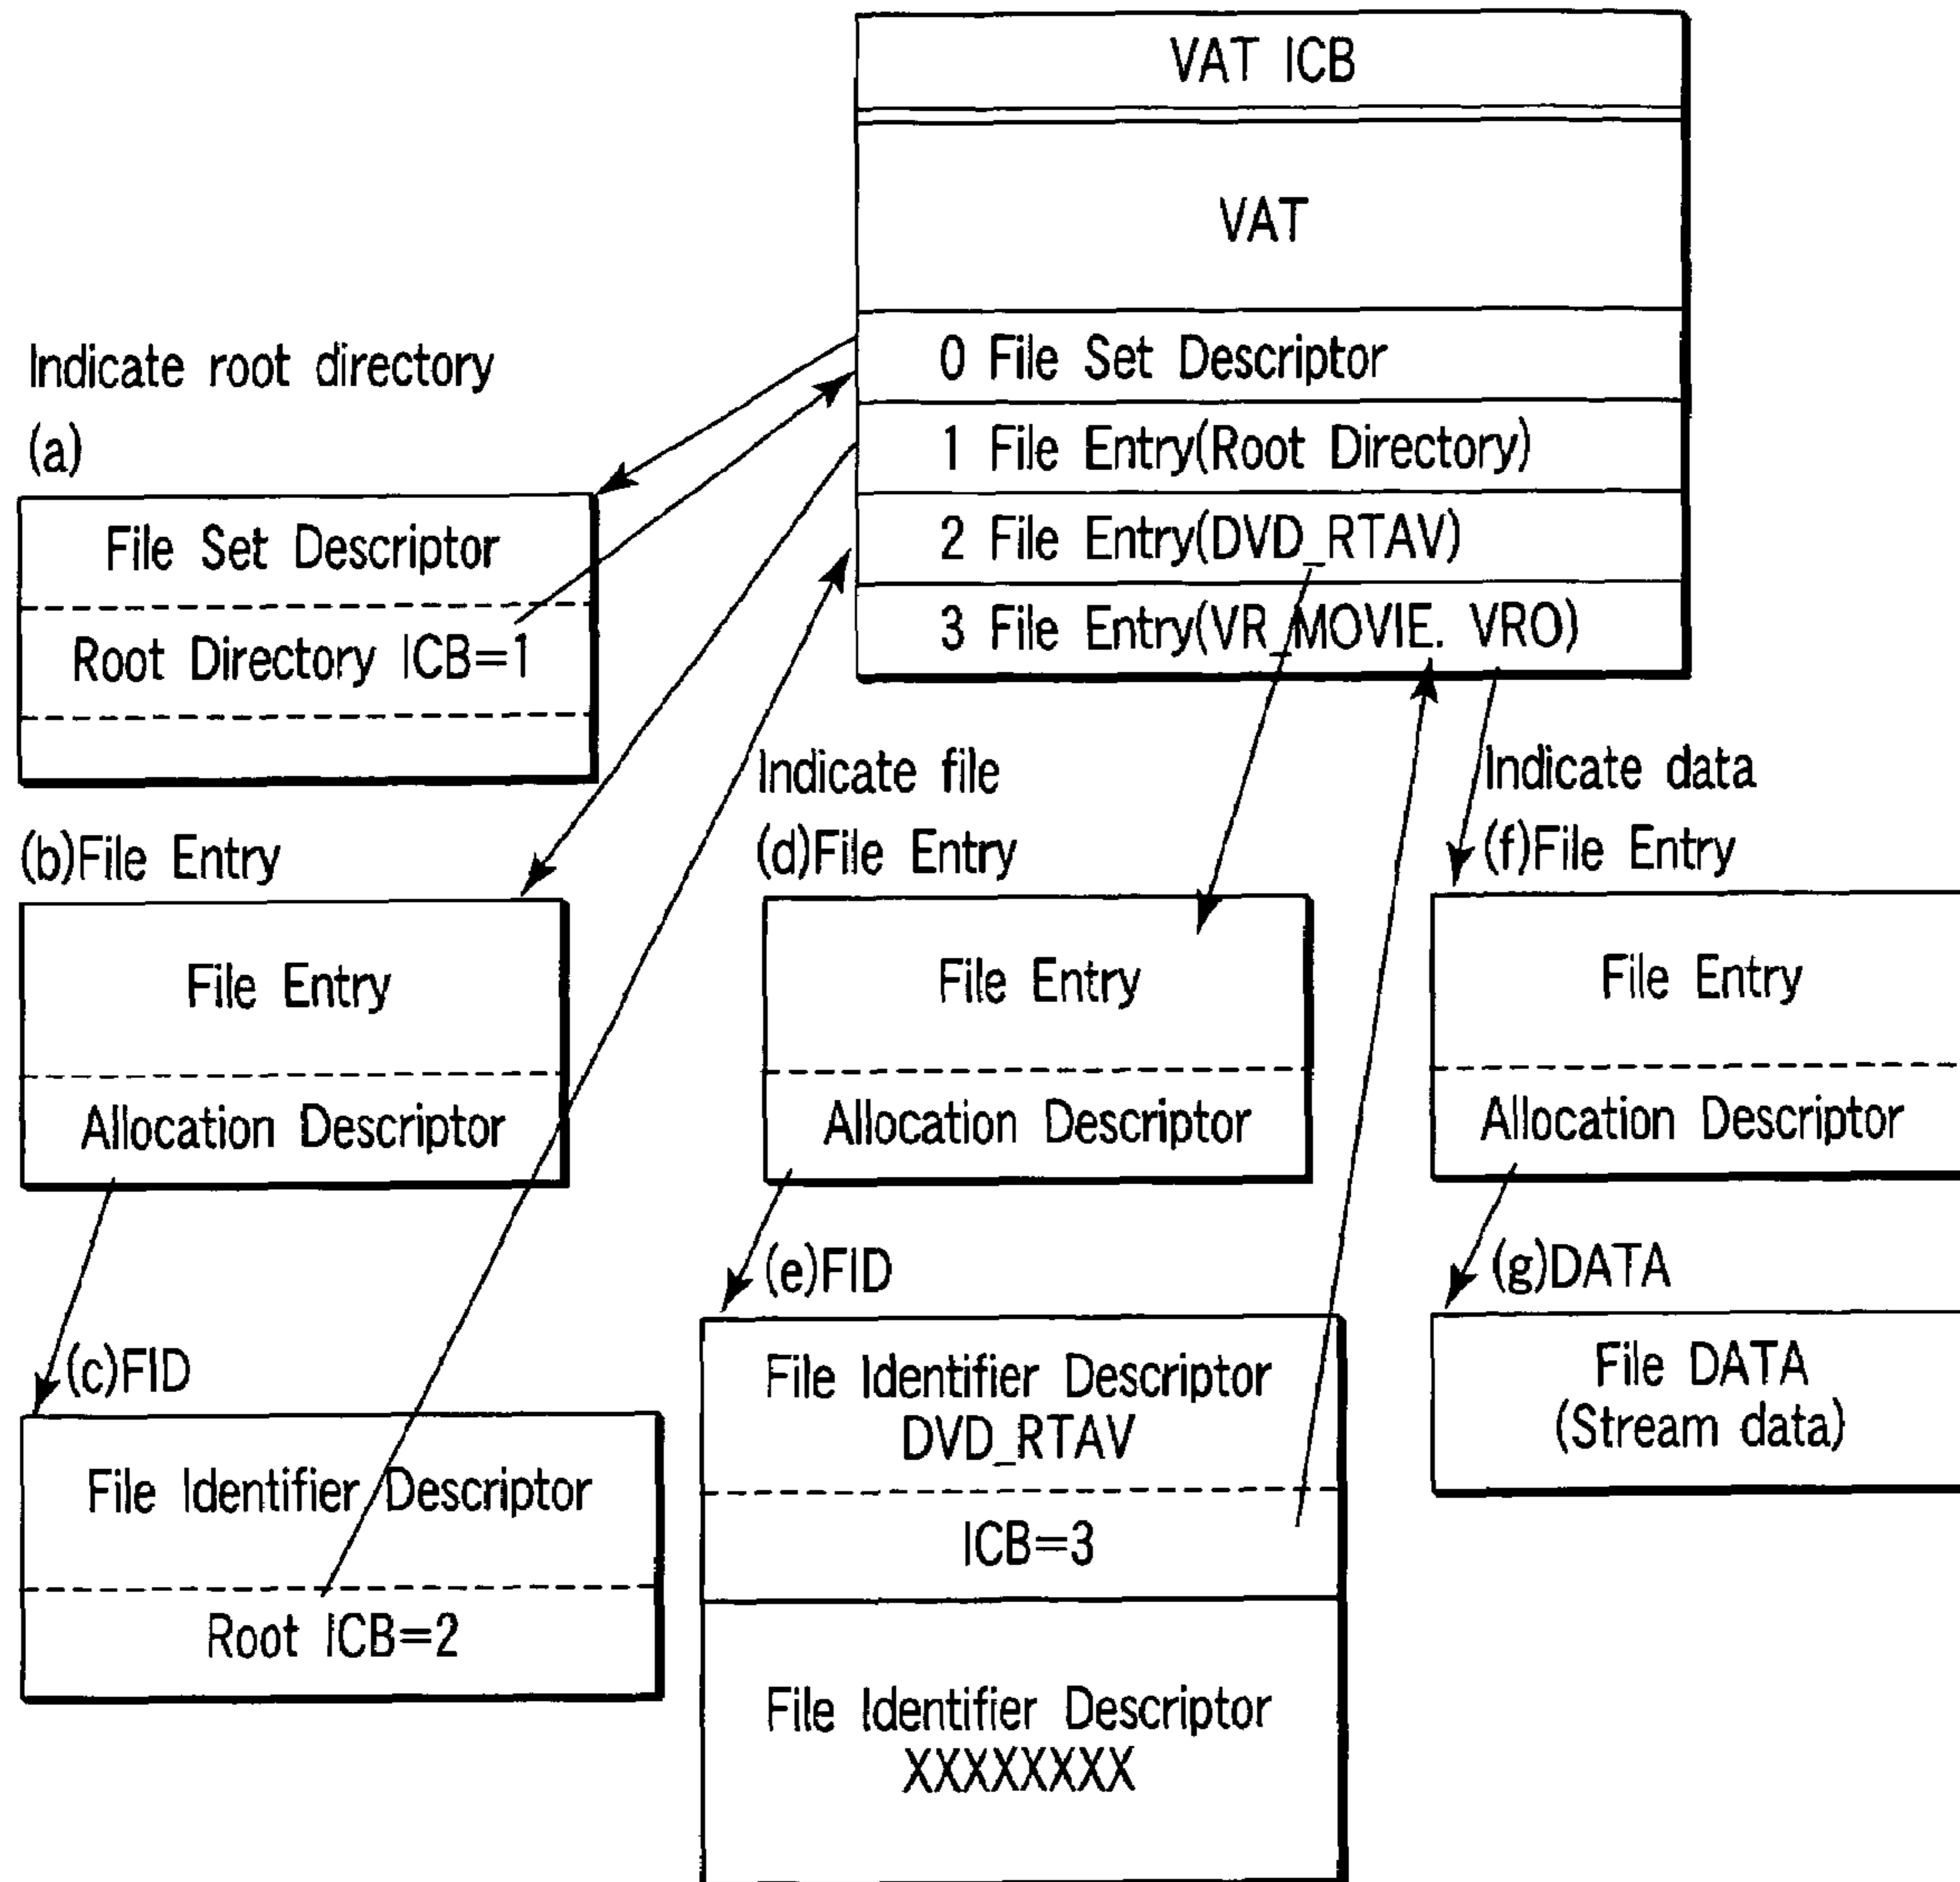 VAT ICB
VAT
0 File Set Descriptor
1 File Entry(Root Directory)
2 File Entry(DVD_RTAV)
3 File Entry(VR_MOVIE. VRO)
Indicate root directory
(a)
File Set Descriptor
Root Directory ICB=1
(b)File Entry
File Entry
Allocation Descriptor
(c)FID
File Identifier Descriptor
Root ICB=2
Indicate file
(d)File Entry
File Entry
Allocation Descriptor
(e)FID
File Identifier Descriptor
DVD_RTAV
ICB=3
File Identifier Descriptor
XXXXXXXX
Indicate data
(f)File Entry
File Entry
Allocation Descriptor
(g)DATA
File DATA
(Stream data)